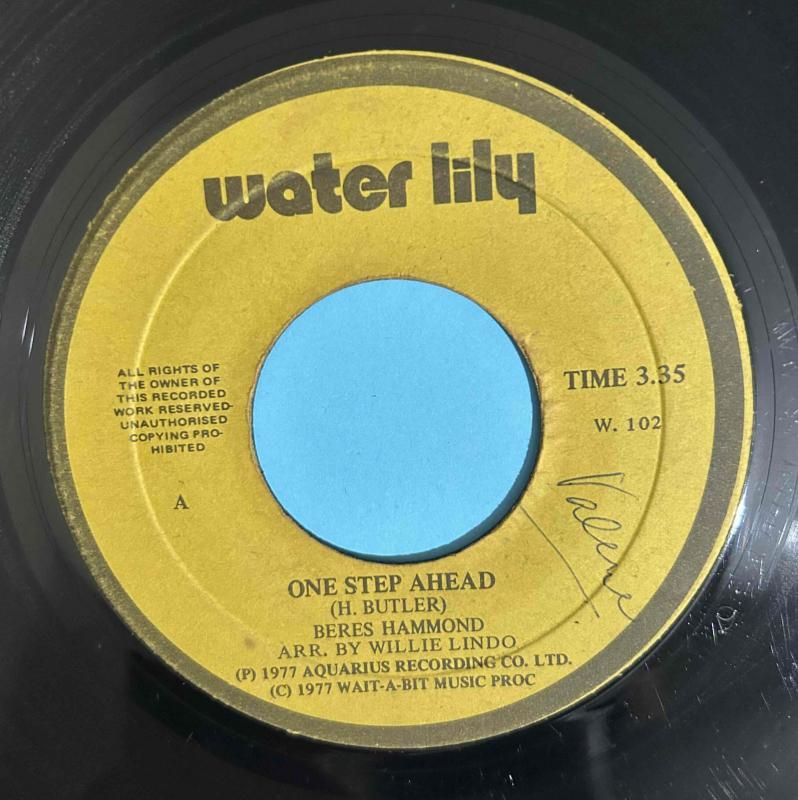 water lily
ALL RIGHTS OF
THE OWNER OF
THIS RECORDED
WORK RESERVED-
UNAUTHORISED
COPYING PRO-
HIBITED
A
TIME 3.35
W. 102
ONE STEP AHEAD
(H. BUTLER)
BERES HAMMOND
ARR. BY WILLIE LINDO
(P) 1977 AQUARIUS RECORDING CO. LTD.
(C) 1977 WAIT-A-BIT MUSIC PROC